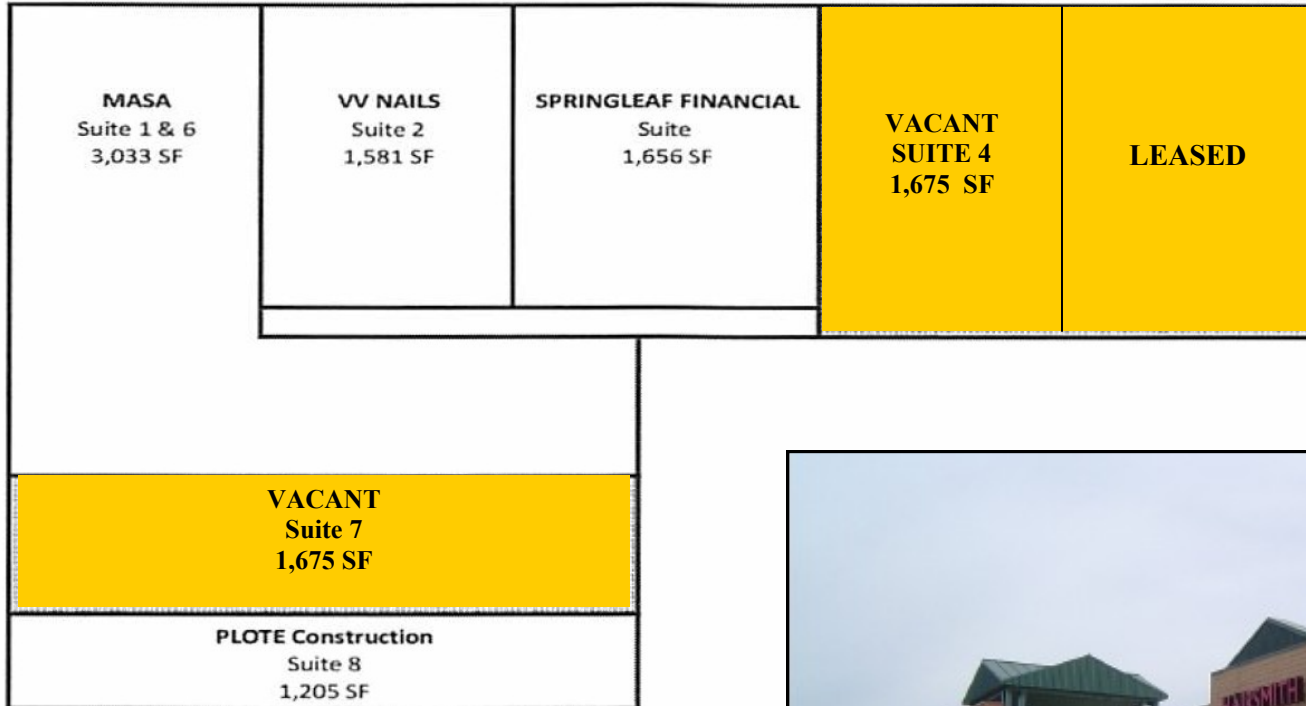 MASA
Suite 1 & 6
3,033 SF
VV NAILS
Suite 2
1,581 SF
SPRINGLEAF FINANCIAL
Suite
1,656 SF
VACANT
SUITE 4
1,675 SF
LEASED
VACANT
Suite 7
1,675 SF
PLOTE Construction
Suite 8
1,205 SF